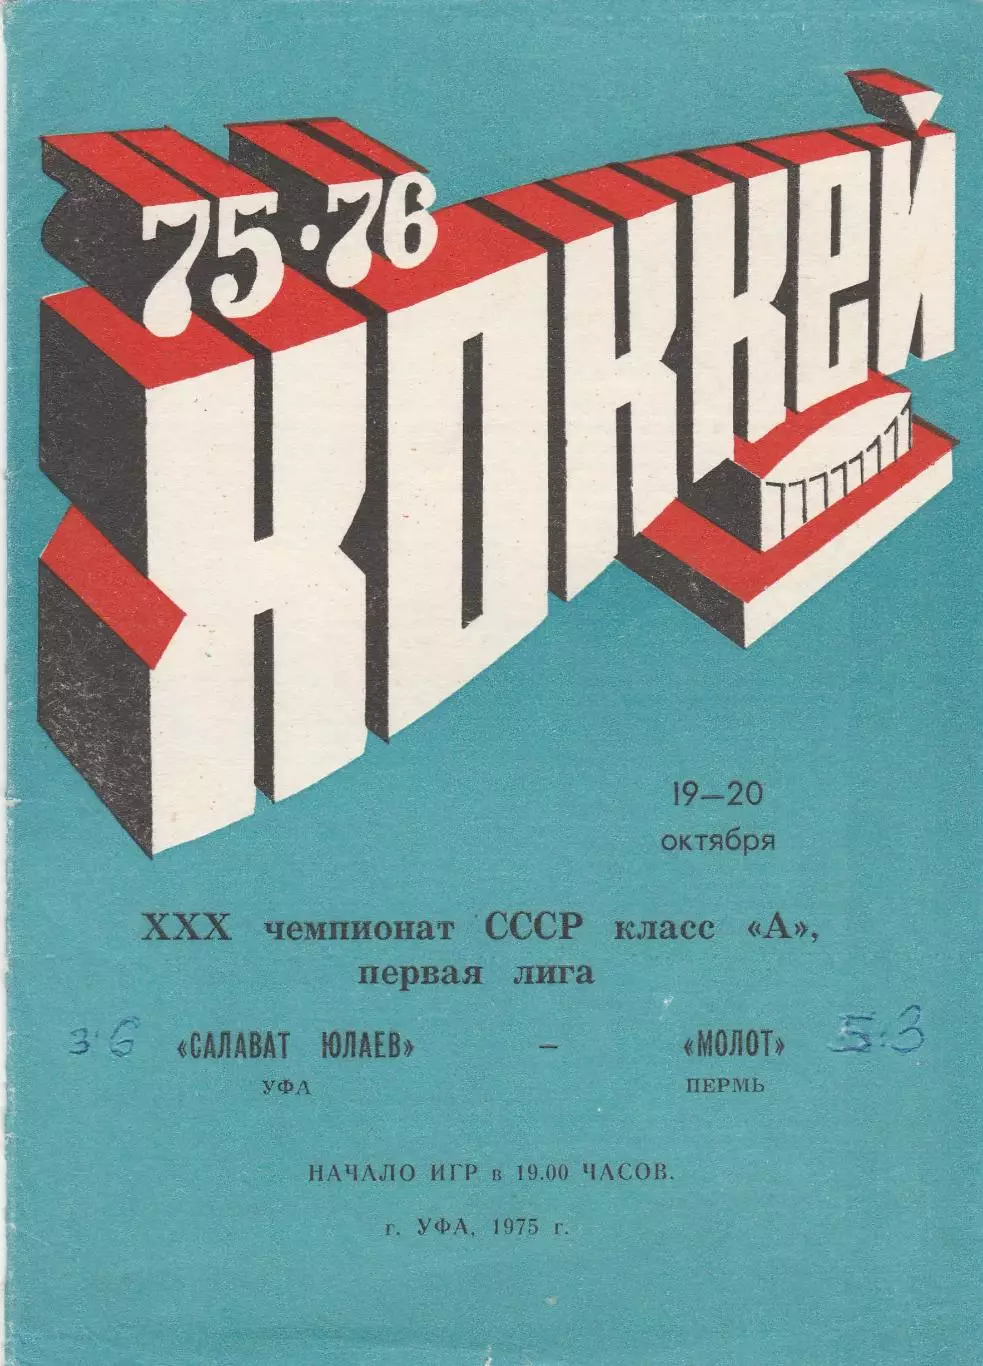 75·76
ХОККЕЙ
19—20
октября
XXX чемпионат СССР класс «А»,
первая лига
3:6 «САЛАВАТ ЮЛАЕВ» — «МОЛОТ» 5:3
УФА ПЕРМЬ
НАЧАЛО ИГР в 19.00 ЧАСОВ.
г. УФА, 1975 г.